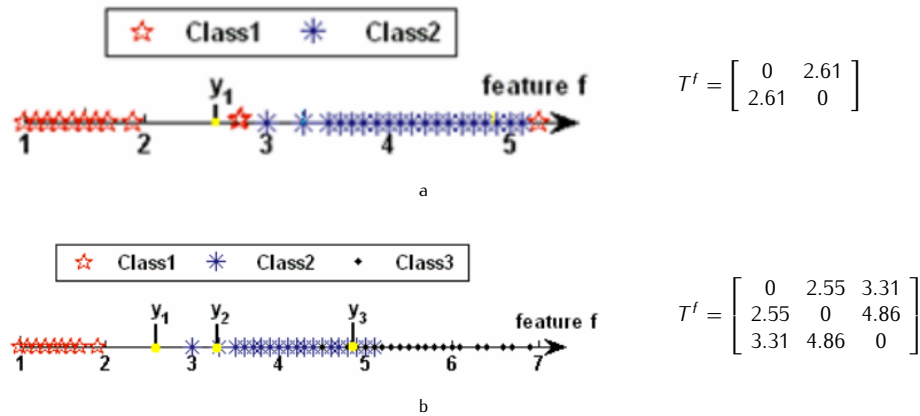 Class1 Class2
y1
feature f
1 2 3 4 5
a
T^f = [ 0 2.61
2.61 0 ]
Class1 Class2 Class3
y1 y2 y3
feature f
1 2 3 4 5 6 7
b
T^f = [ 0 2.55 3.31
2.55 0 4.86
3.31 4.86 0 ]